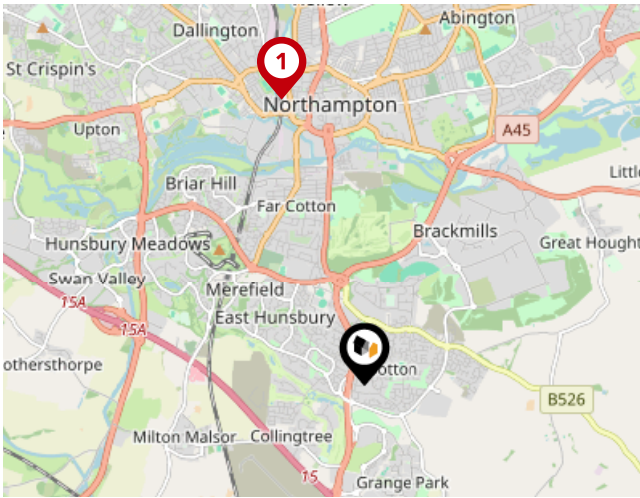 Dallington
Abington
St Crispin's
1
Northampton
Upton
A45
Briar Hill
Far Cotton
Brackmills
Hunsbury Meadows
Great Hought
Swan Valley
15A
Merefield
15A
East Hunsbury
othersthorpe
otton
B526
Milton Malsor
Collingtree
15
Grange Park